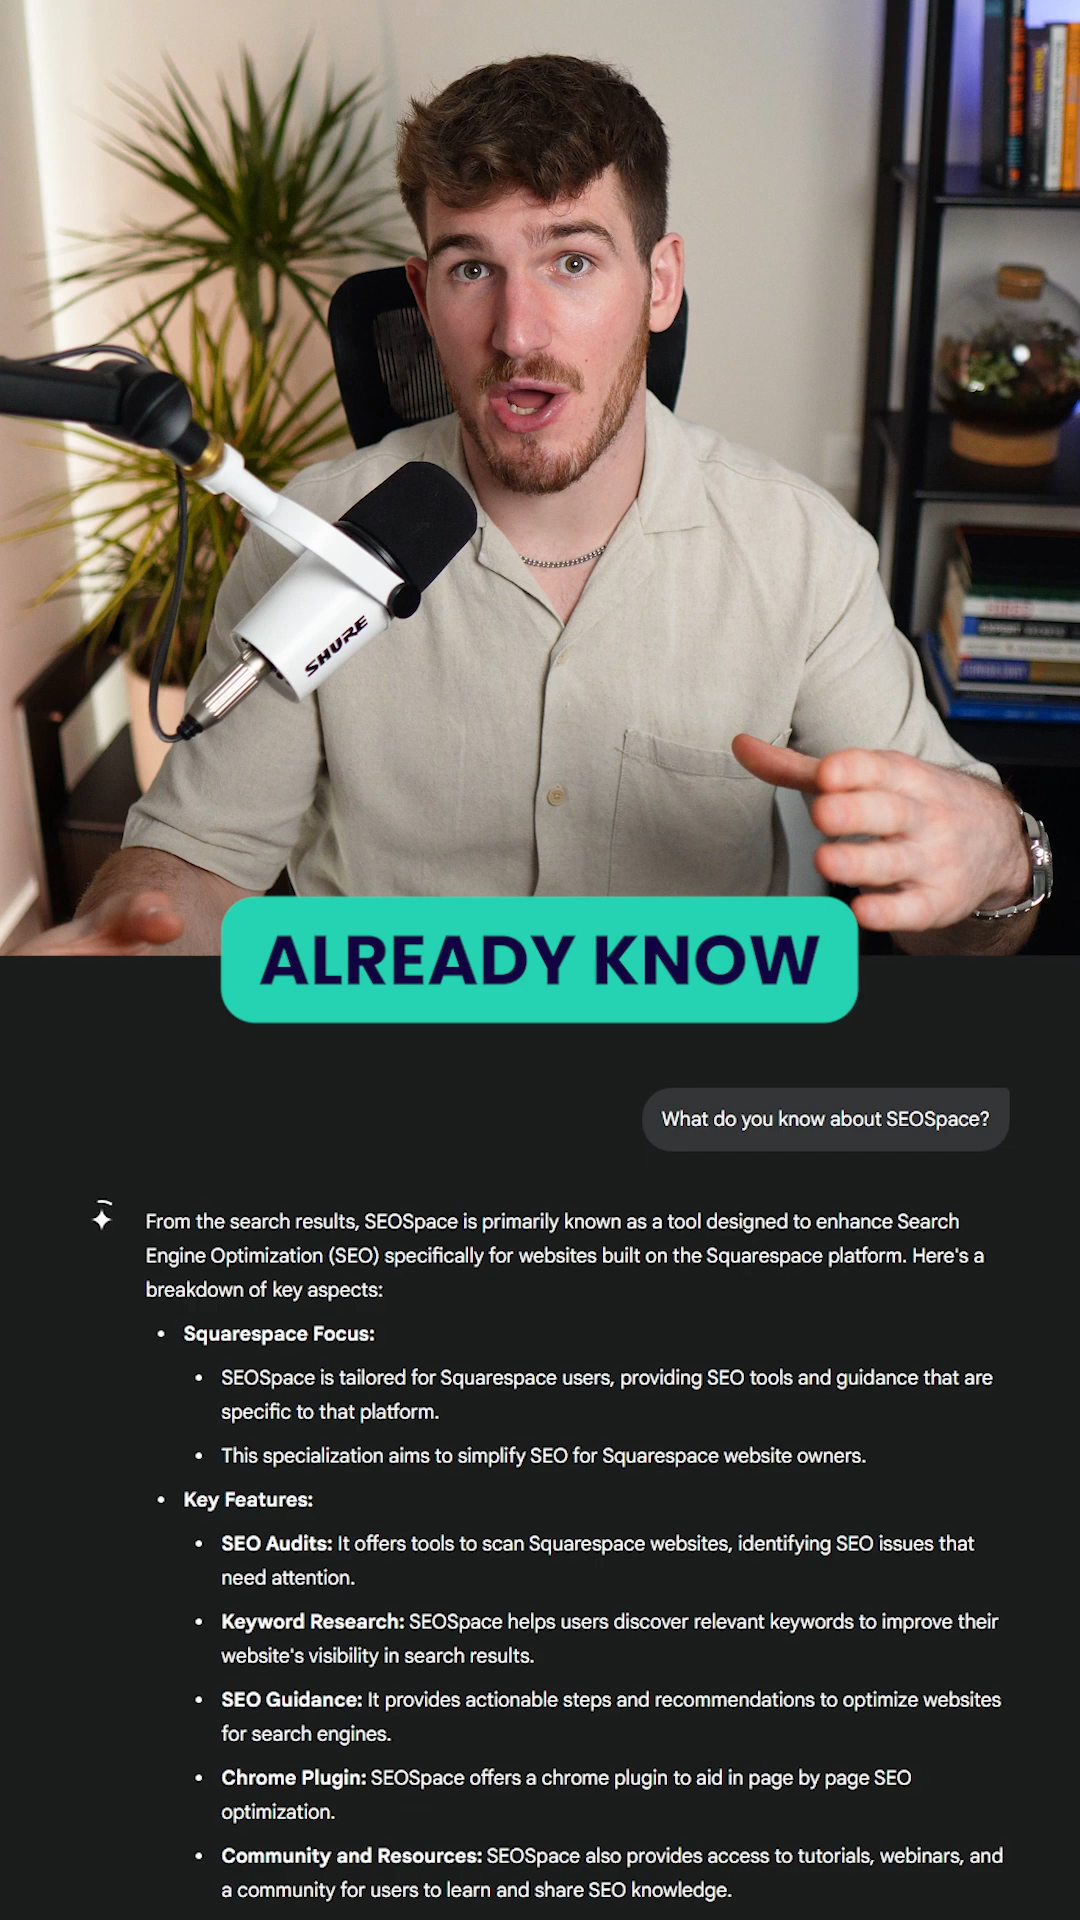 SHURE
ALREADY KNOW
What do you know about SEOSpace?
From the search results, SEOSpace is primarily known as a tool designed to enhance Search
Engine Optimization (SEO) specifically for websites built on the Squarespace platform. Here's a
breakdown of key aspects:
• Squarespace Focus:
• SEOSpace is tailored for Squarespace users, providing SEO tools and guidance that are
specific to that platform.
• This specialization aims to simplify SEO for Squarespace website owners.
• Key Features:
• SEO Audits: It offers tools to scan Squarespace websites, identifying SEO issues that
need attention.
• Keyword Research: SEOSpace helps users discover relevant keywords to improve their
website's visibility in search results.
• SEO Guidance: It provides actionable steps and recommendations to optimize websites
for search engines.
• Chrome Plugin: SEOSpace offers a chrome plugin to aid in page by page SEO
optimization.
• Community and Resources: SEOSpace also provides access to tutorials, webinars, and
a community for users to learn and share SEO knowledge.